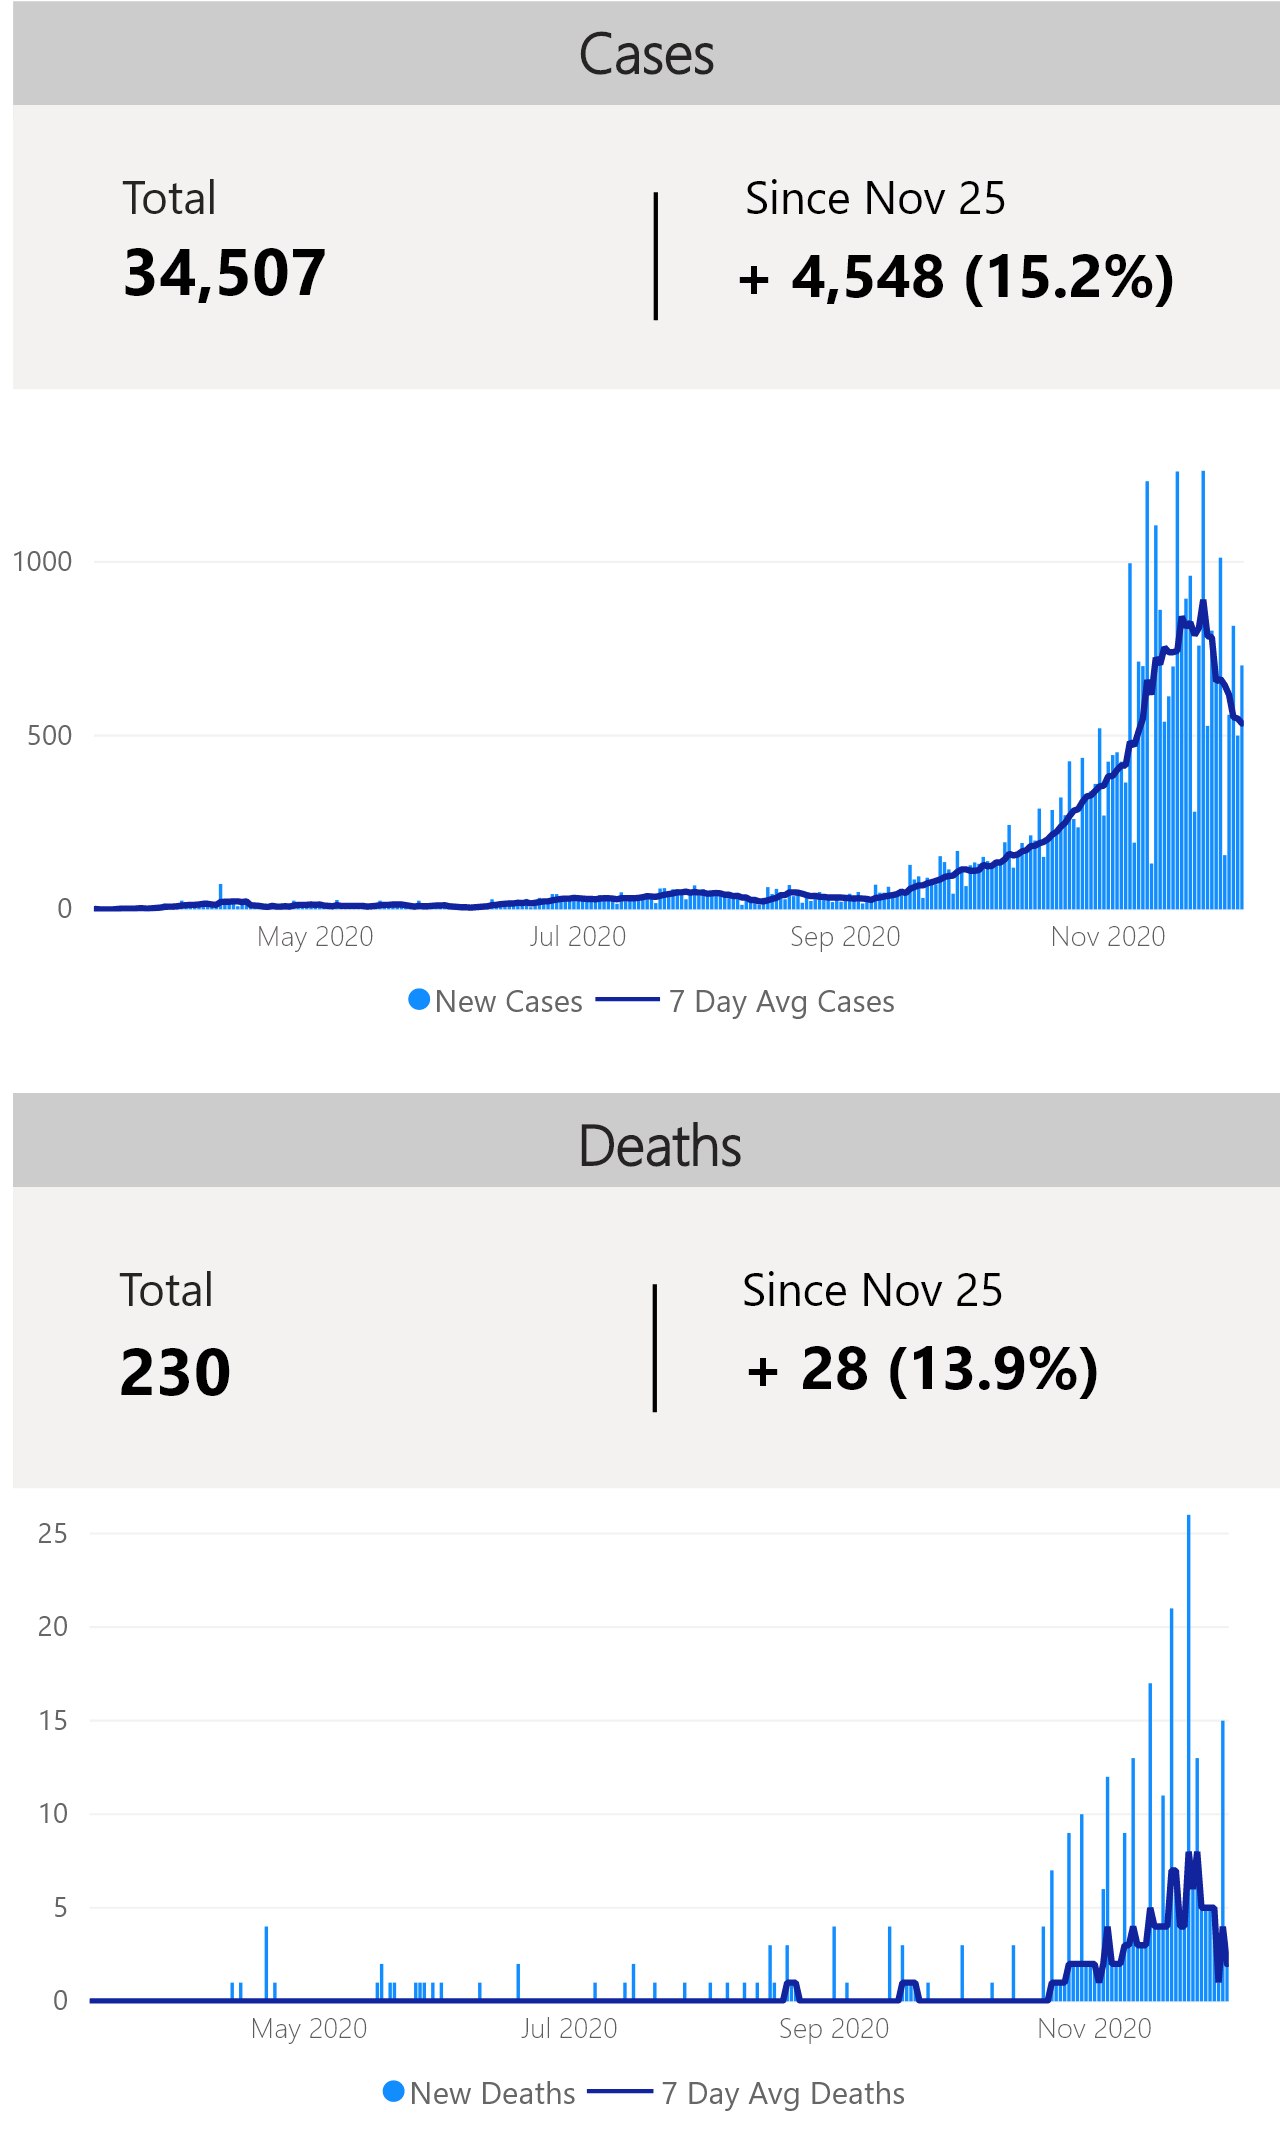 Cases
Total
Since Nov 25
34,507
+ 4,548 (15.2%)
1000
500
0
May 2020 Jul 2020 Sep 2020 Nov 2020
New Cases 7 Day Avg Cases
Deaths
Total
Since Nov 25
230
+ 28 (13.9%)
25
20
15
10
5
0
May 2020 Jul 2020 Sep 2020 Nov 2020
New Deaths 7 Day Avg Deaths